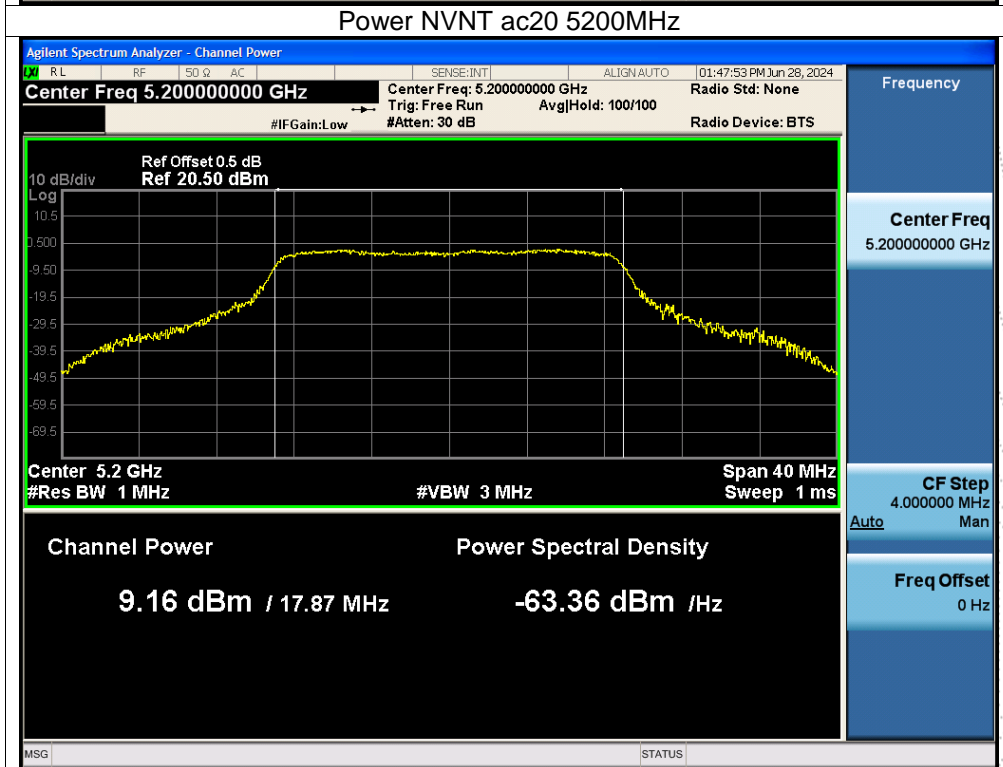 Power NVNT ac20 5200MHz
Agilent Spectrum Analyzer - Channel Power
LXI RL RF 50 Ω AC SENSE:INT ALIGN AUTO 01:47:53 PM Jun 28, 2024
Center Freq 5.200000000 GHz
Center Freq: 5.200000000 GHz
Radio Std: None
Trig: Free Run Avg|Hold: 100/100
#IFGain:Low
#Atten: 30 dB
Radio Device: BTS
Frequency
Ref Offset 0.5 dB
10 dB/div Ref 20.50 dBm
Log
10.5
0.500
-9.50
-19.5
-29.5
-39.5
-49.5
-59.5
-69.5
Center Freq
5.200000000 GHz
Center 5.2 GHz Span 40 MHz
#Res BW 1 MHz #VBW 3 MHz Sweep 1 ms
CF Step
4.000000 MHz
Auto Man
Channel Power Power Spectral Density
9.16 dBm / 17.87 MHz -63.36 dBm /Hz
Freq Offset
0 Hz
MSG STATUS